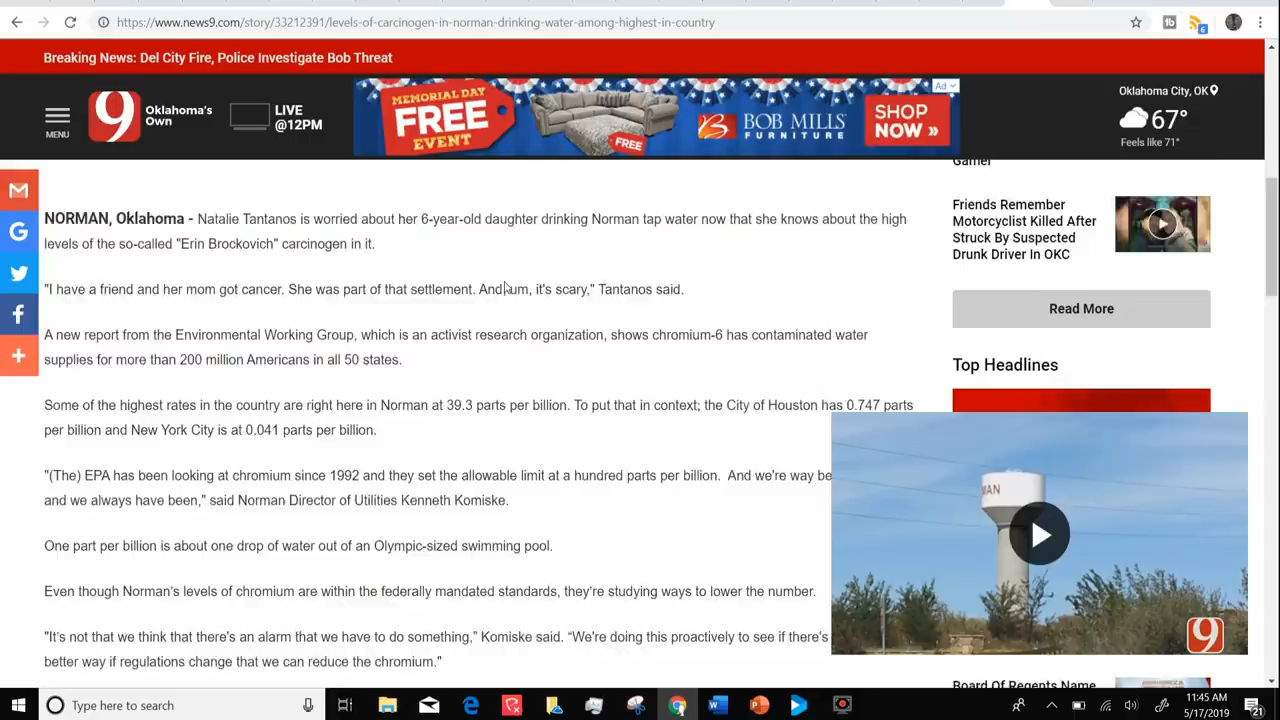 https://www.news9.com/story/33212391/levels-of-carcinogen-in-norman-drinking-water-among-highest-in-country
6
Breaking News: Del City Fire, Police Investigate Bob Threat
MENU
9
Oklahoma's
Own
LIVE
@12PM
MEMORIAL DAY
FREE
EVENT
FREE
BOB MILLS
FURNITURE
SHOP
NOW »
Ad
Oklahoma City, OK
67°
Feels like 71°
Gamer
NORMAN, Oklahoma - Natalie Tantanos is worried about her 6-year-old daughter drinking Norman tap water now that she knows about the high
levels of the so-called "Erin Brockovich" carcinogen in it.
"I have a friend and her mom got cancer. She was part of that settlement. And um, it's scary," Tantanos said.
A new report from the Environmental Working Group, which is an activist research organization, shows chromium-6 has contaminated water
supplies for more than 200 million Americans in all 50 states.
Some of the highest rates in the country are right here in Norman at 39.3 parts per billion. To put that in context; the City of Houston has 0.747 parts
per billion and New York City is at 0.041 parts per billion.
"(The) EPA has been looking at chromium since 1992 and they set the allowable limit at a hundred parts per billion. And we're way be
and we always have been," said Norman Director of Utilities Kenneth Komiske.
One part per billion is about one drop of water out of an Olympic-sized swimming pool.
Even though Norman's levels of chromium are within the federally mandated standards, they're studying ways to lower the number.
"It's not that we think that there's an alarm that we have to do something," Komiske said. "We're doing this proactively to see if there's
better way if regulations change that we can reduce the chromium."
Friends Remember
Motorcyclist Killed After
Struck By Suspected
Drunk Driver In OKC
Read More
Top Headlines
MAN
9
Board Of Regents Name
Type here to search
11:45 AM
5/17/2019
21